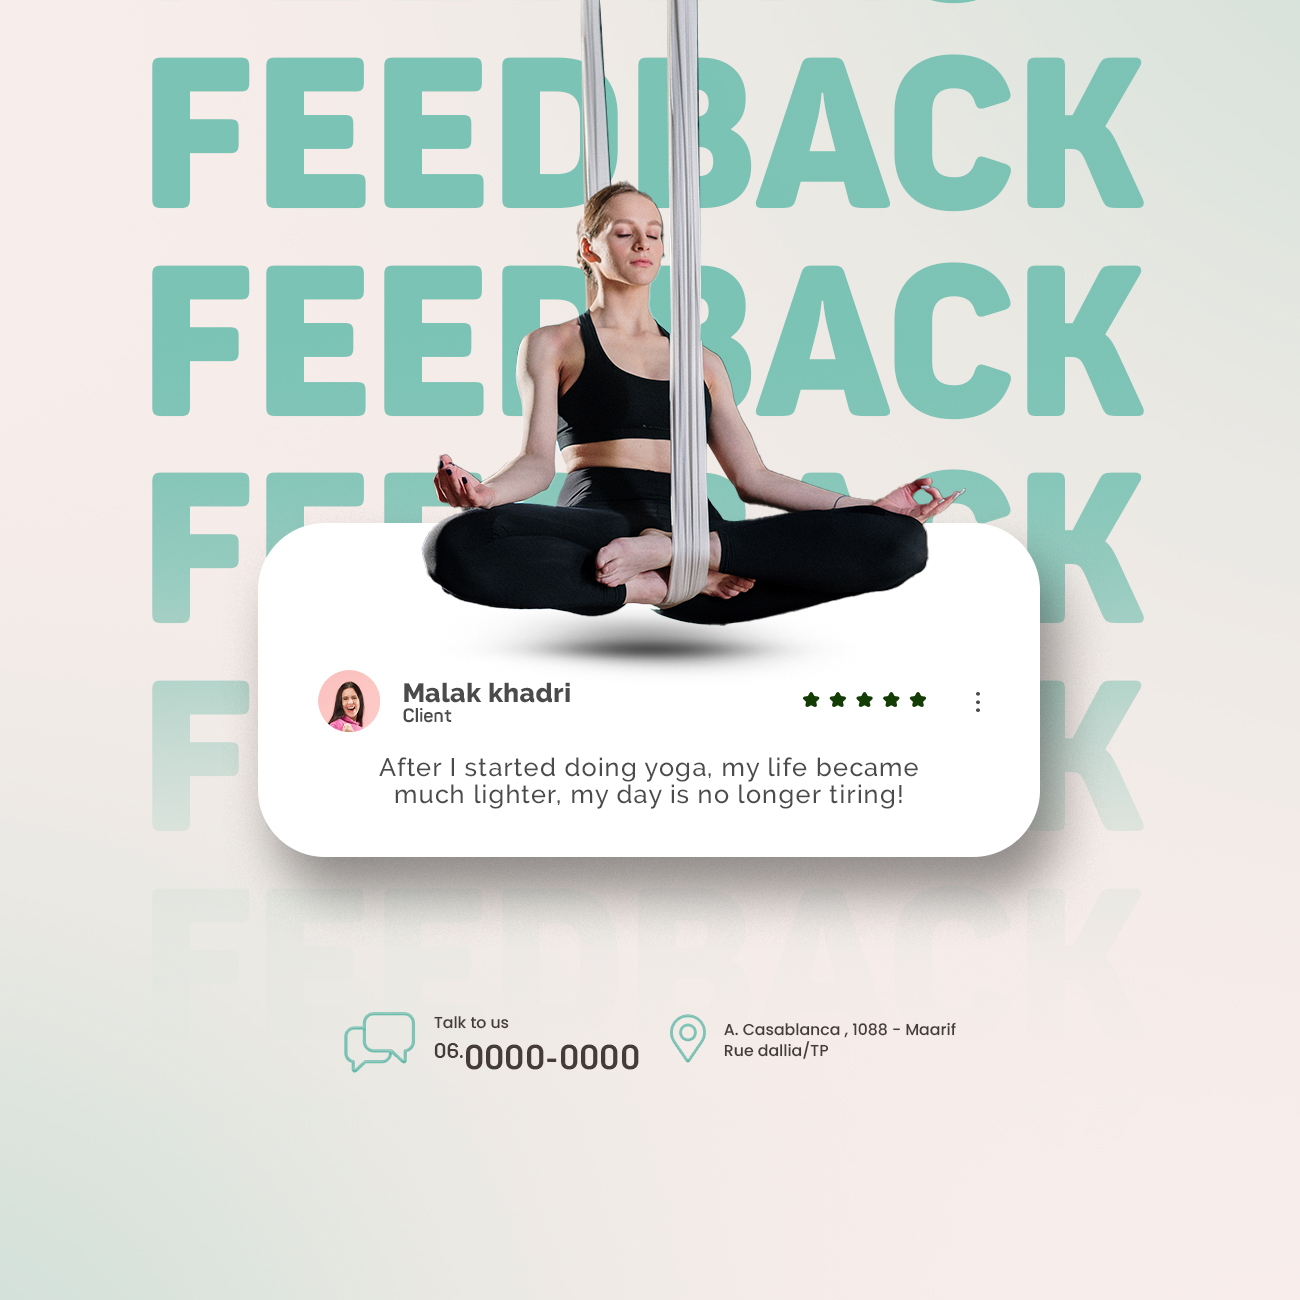 FEEDBACK
FEEDBACK
FEEDBACK
FEEDBACK
Malak khadri
Client
After I started doing yoga, my life became
much lighter, my day is no longer tiring!
FEEDBACK
Talk to us
06.0000-0000
A. Casablanca , 1088 - Maarif
Rue dallia/TP